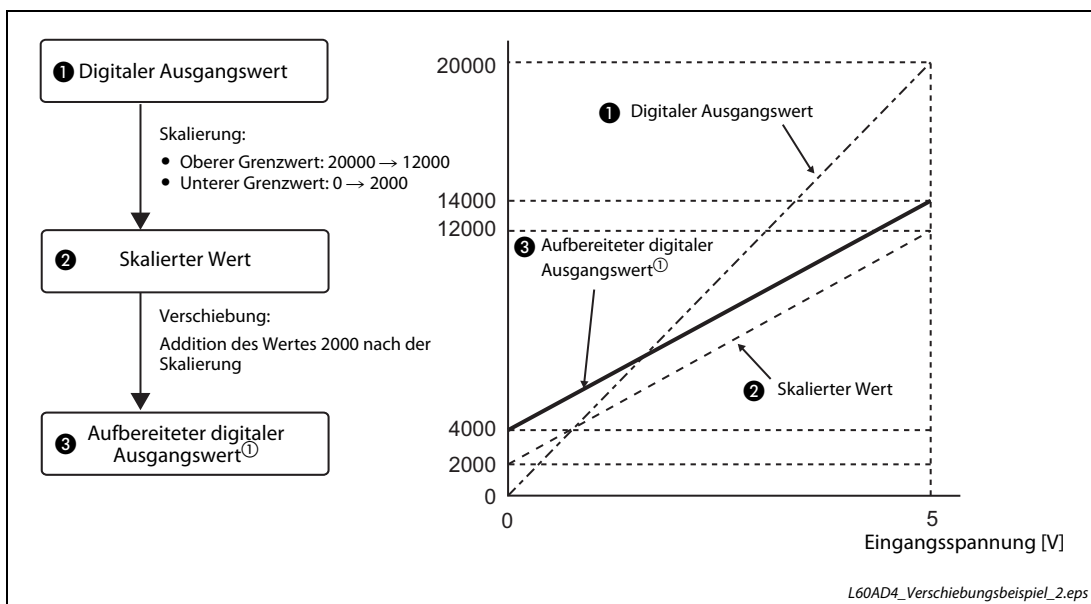 ❶ Digitaler Ausgangswert
Skalierung:
• Oberer Grenzwert: 20000 → 12000
• Unterer Grenzwert: 0 → 2000
❷ Skalierter Wert
Verschiebung:
Addition des Wertes 2000 nach der
Skalierung
❸ Aufbereiteter digitaler
Ausgangswert①
20000
❶ Digitaler Ausgangswert
14000
12000
❸ Aufbereiteter digitaler
Ausgangswert①
❷ Skalierter Wert
4000
2000
0
0
5
Eingangsspannung [V]
L60AD4_Verschiebungsbeispiel_2.eps